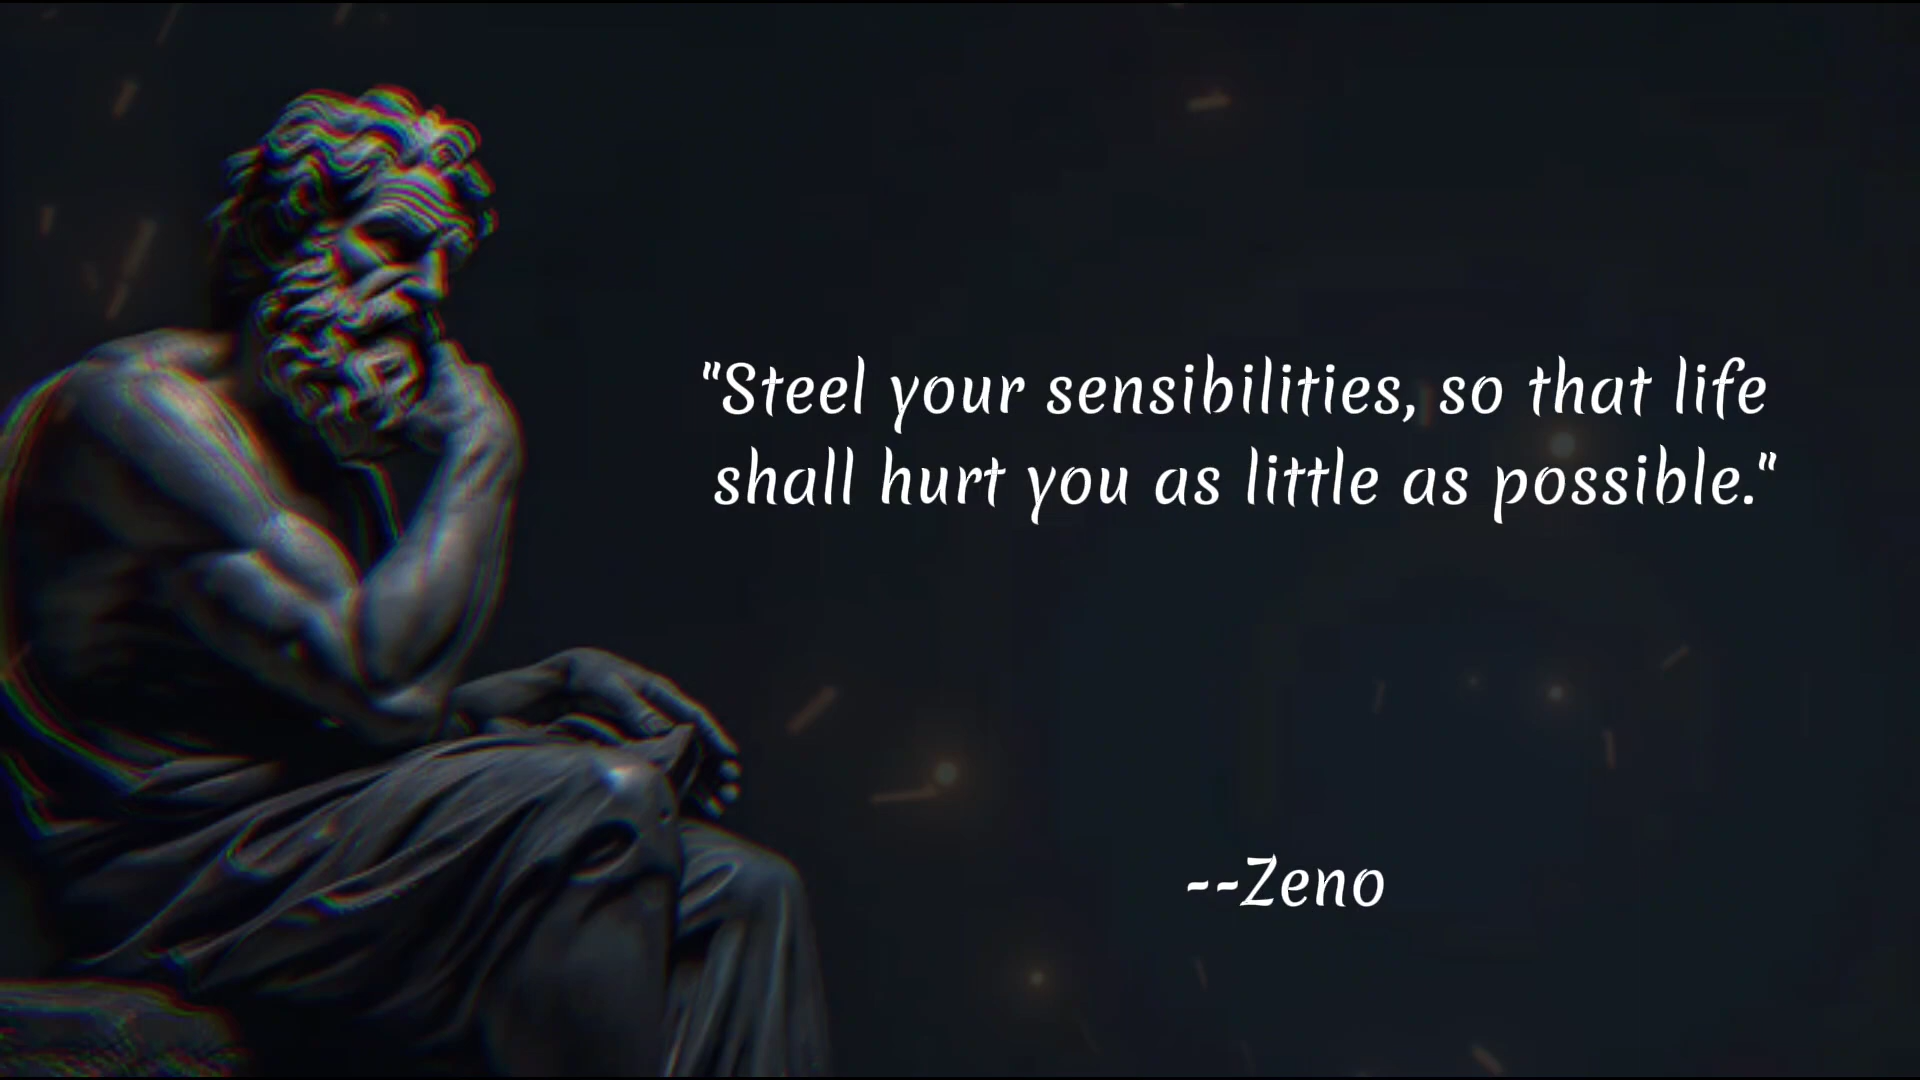 "Steel your sensibilities, so that life
shall hurt you as little as possible."
--Zeno